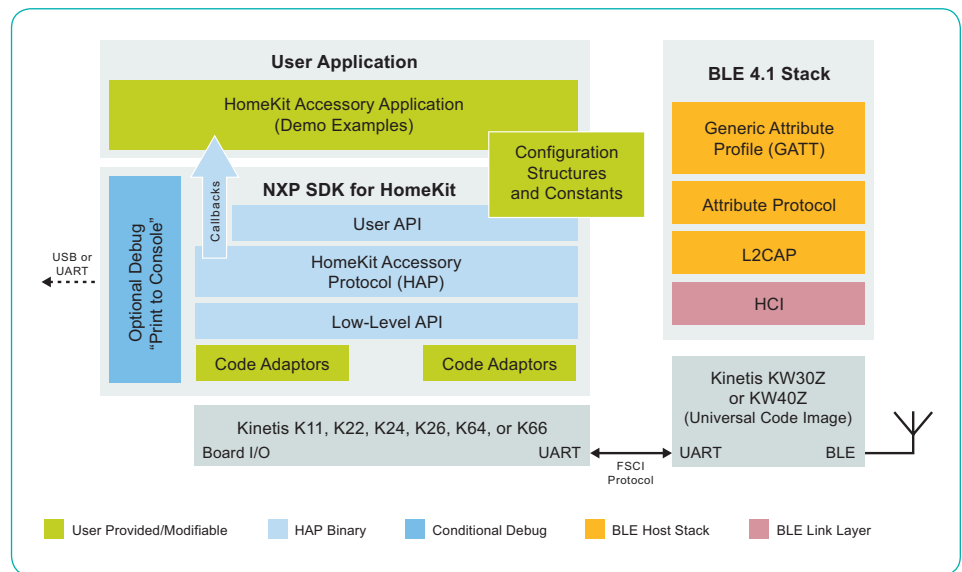 User Application
HomeKit Accessory Application
(Demo Examples)
Configuration
Structures
and Constants
Callbacks
NXP SDK for HomeKit
User API
HomeKit Accessory
Protocol (HAP)
Low-Level API
Code Adaptors
Code Adaptors
Optional Debug
“Print to Console”
USB or
UART
BLE 4.1 Stack
Generic Attribute
Profile (GATT)
Attribute Protocol
L2CAP
HCI
Kinetis K11, K22, K24, K26, K64, or K66
Board I/O
UART
FSCI
Protocol
Kinetis KW30Z
or KW40Z
(Universal Code Image)
UART
BLE
User Provided/Modifiable
HAP Binary
Conditional Debug
BLE Host Stack
BLE Link Layer